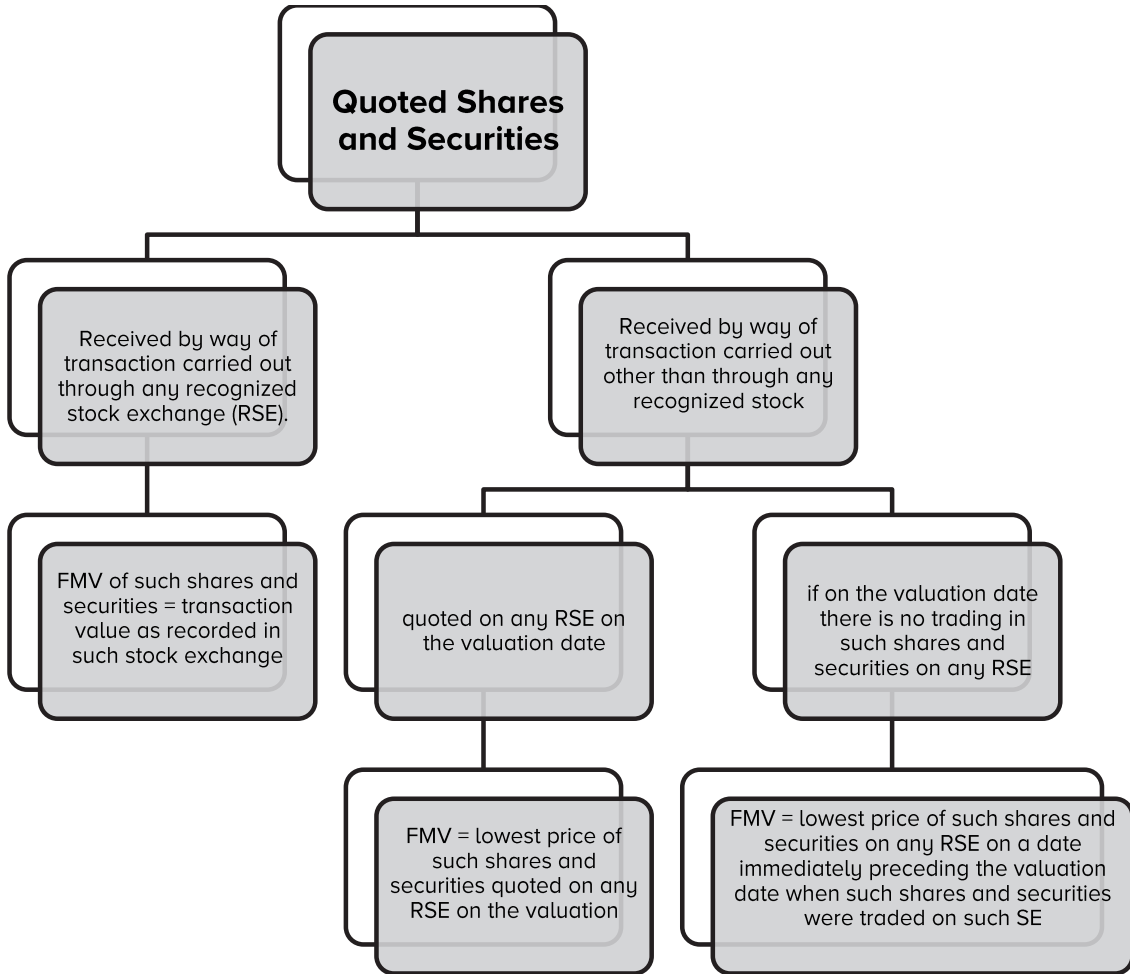 Quoted Shares
and Securities
Received by way of
transaction carried out
through any recognized
stock exchange (RSE).
Received by way of
transaction carried out
other than through any
recognized stock
FMV of such shares and
securities = transaction
value as recorded in
such stock exchange
quoted on any RSE on
the valuation date
if on the valuation date
there is no trading in
such shares and
securities on any RSE
FMV = lowest price of
such shares and
securities quoted on any
RSE on the valuation
FMV = lowest price of such shares and
securities on any RSE on a date
immediately preceding the valuation
date when such shares and securities
were traded on such SE